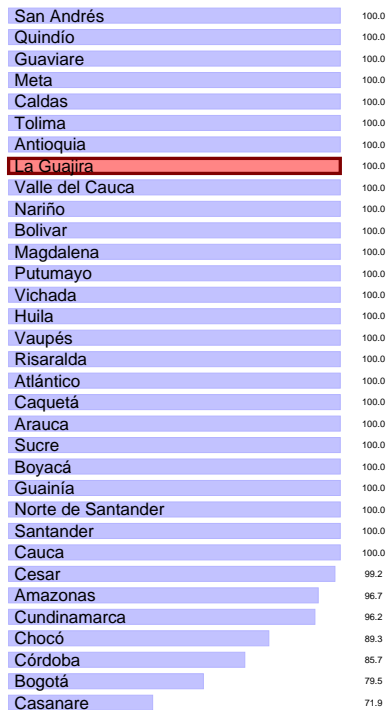 San Andrés 100.0
Quindío 100.0
Guaviare 100.0
Meta 100.0
Caldas 100.0
Tolima 100.0
Antioquia 100.0
La Guajira 100.0
Valle del Cauca 100.0
Nariño 100.0
Bolivar 100.0
Magdalena 100.0
Putumayo 100.0
Vichada 100.0
Huila 100.0
Vaupés 100.0
Risaralda 100.0
Atlántico 100.0
Caquetá 100.0
Arauca 100.0
Sucre 100.0
Boyacá 100.0
Guainía 100.0
Norte de Santander 100.0
Santander 100.0
Cauca 100.0
Cesar 99.2
Amazonas 96.7
Cundinamarca 96.2
Chocó 89.3
Córdoba 85.7
Bogotá 79.5
Casanare 71.9